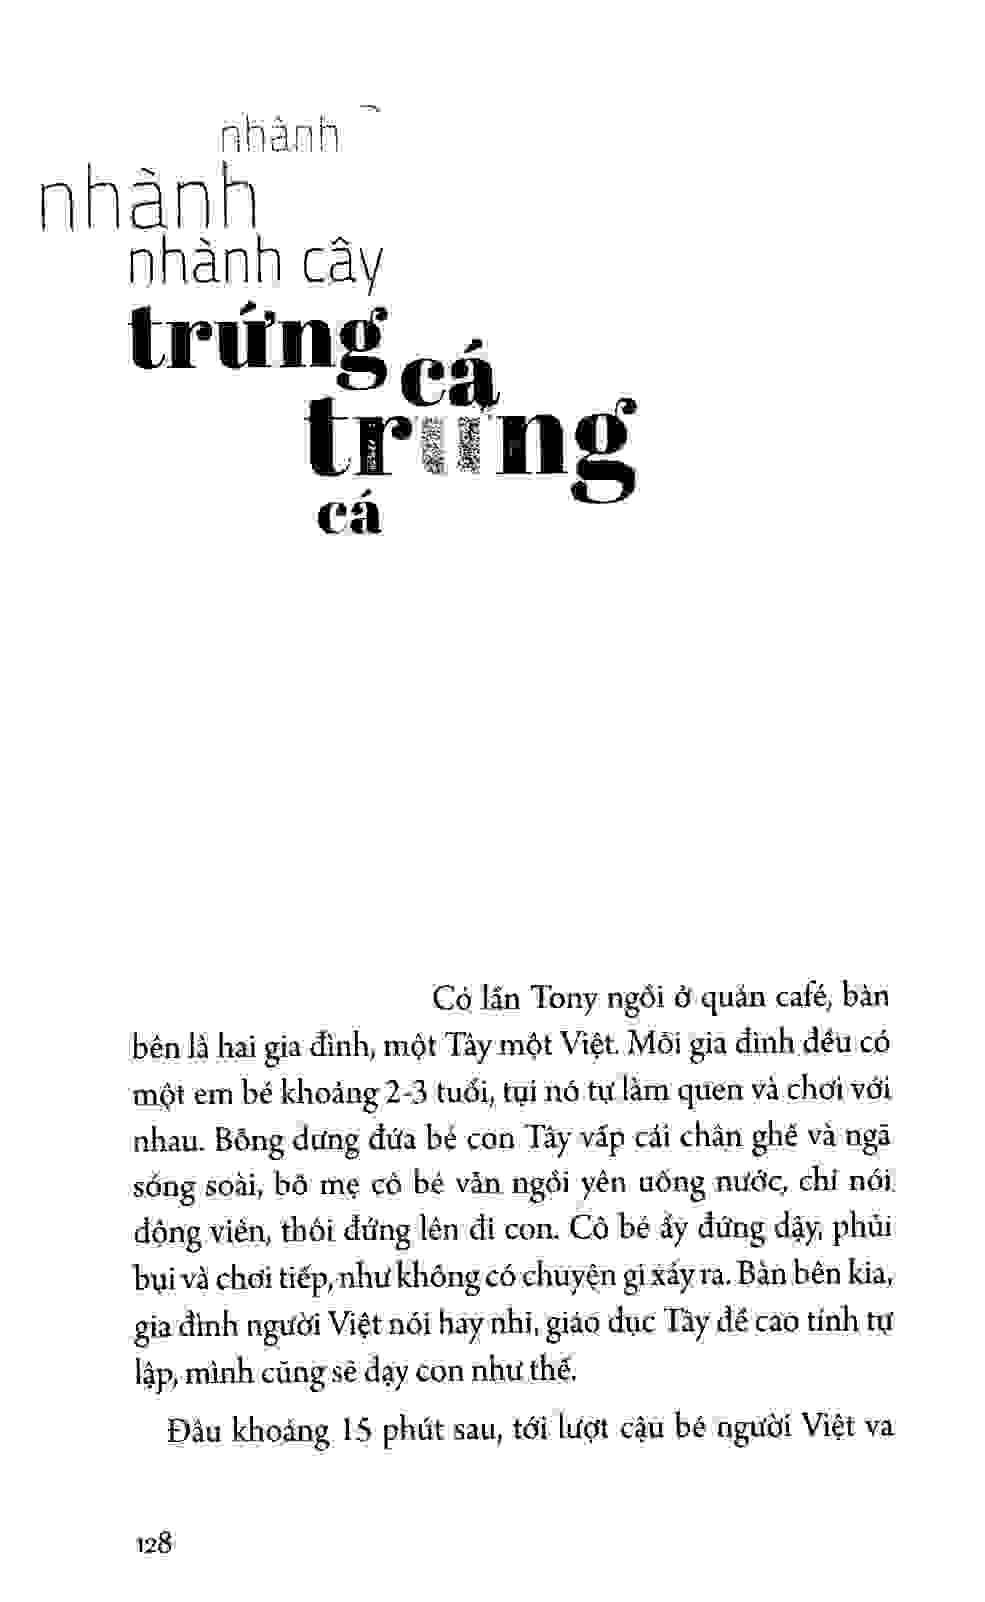 nhành
nhành
nhành cây
trứng
cá
trứng
cá
Có lần Tony ngồi ở quán café, bàn
bên là hai gia đình, một Tây một Việt. Mỗi gia đình đều có
một em bé khoảng 2-3 tuổi, tụi nó tự làm quen và chơi với
nhau. Bỗng dưng đứa bé con Tây vấp cái chân ghế và ngã
sóng soài, bố mẹ cô bé vẫn ngồi yên uống nước, chỉ nói
động viên, thôi đứng lên đi con. Cô bé ấy đứng dậy, phủi
bụi và chơi tiếp, như không có chuyện gì xảy ra. Bàn bên kia,
gia đình người Việt nói hay nhỉ, giáo dục Tây đề cao tính tự
lập, mình cũng sẽ dạy con như thế.
Đâu khoảng 15 phút sau, tới lượt cậu bé người Việt va
128